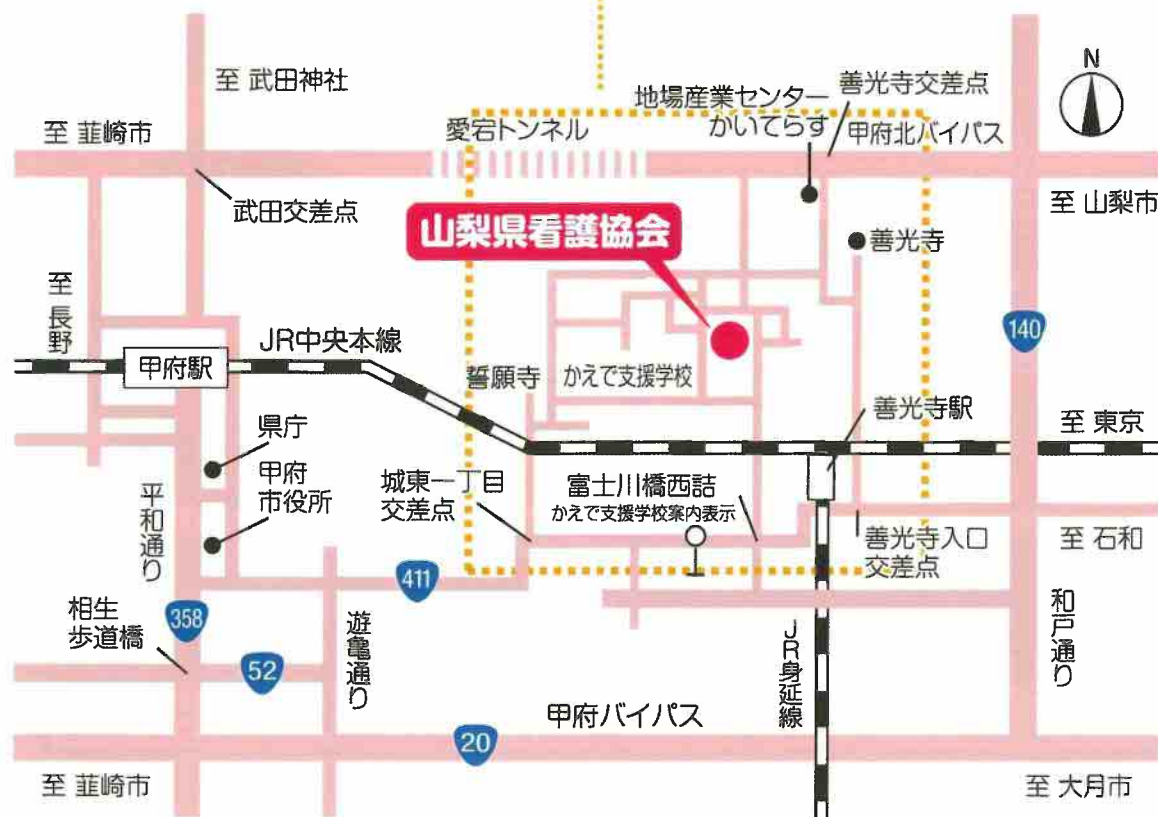 N
至 武田神社
地場産業センター
かいてらす
善光寺交差点
至 韮崎市
愛宕トンネル
甲府北バイパス
武田交差点
至 山梨市
山梨県看護協会
善光寺
至 長野
140
JR中央本線
甲府駅
誓願寺
かえで支援学校
善光寺駅
至 東京
県庁
甲府
市役所
城東一丁目
交差点
富士川橋西詰
かえで支援学校案内表示
平和通り
善光寺入口
交差点
至 石和
411
相生
歩道橋
358
52
遊亀通り
JR身延線
和戸通り
甲府バイパス
20
至 韮崎市
至 大月市